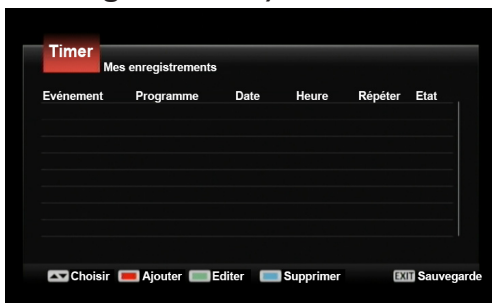 Timer
Mes enregistrements
Evénement Programme Date Heure Répéter Etat
Choisir Ajouter Editer Supprimer EXIT Sauvegarde